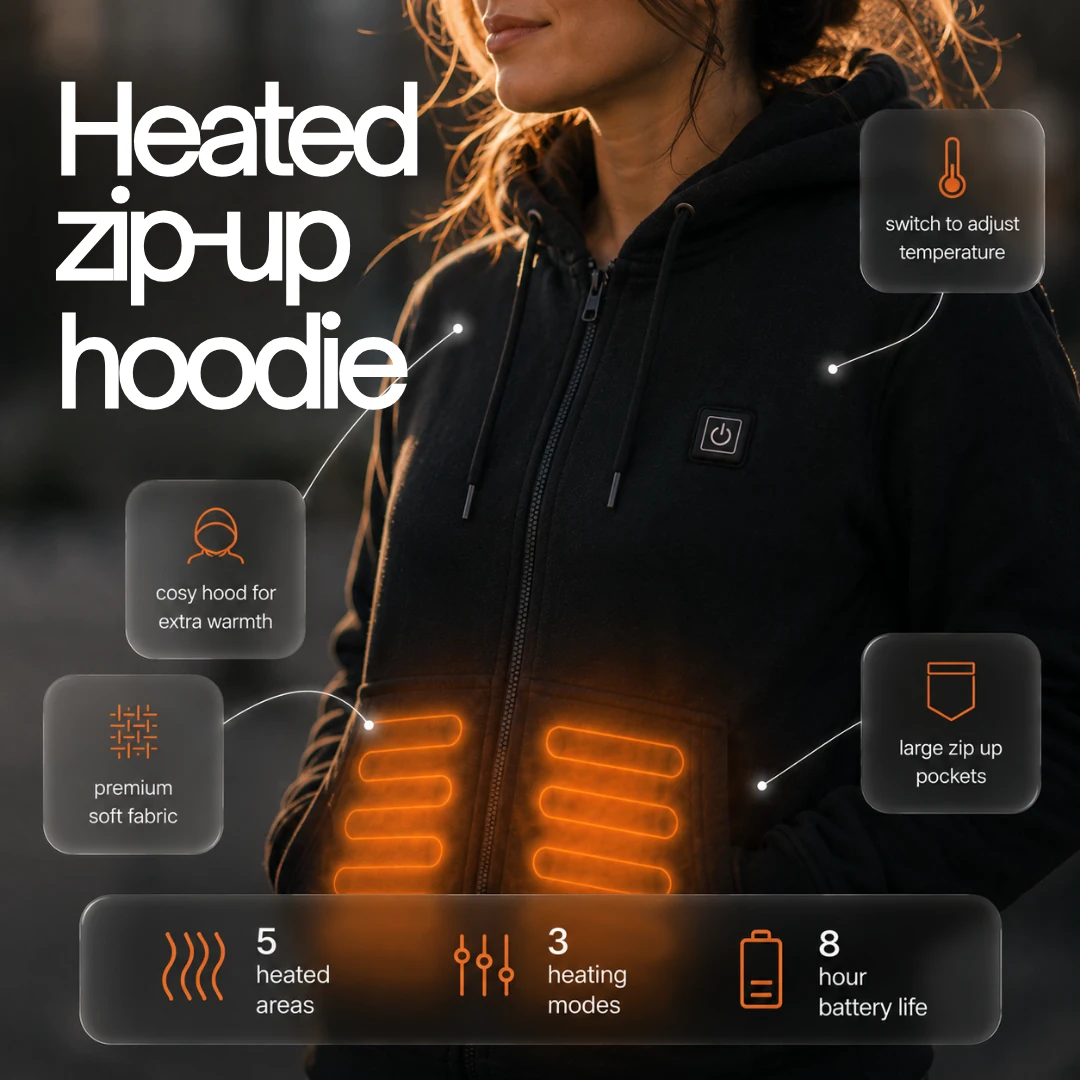 Heated
zip-up
hoodie
switch to adjust
temperature
cosy hood for
extra warmth
premium
soft fabric
large zip up
pockets
5
heated
areas
3
heating
modes
8
hour
battery life